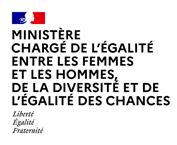 MINISTÈRE
CHARGÉ DE L'ÉGALITÉ
ENTRE LES FEMMES
ET LES HOMMES,
DE LA DIVERSITÉ ET DE
L'ÉGALITÉ DES CHANCES
Liberté
Égalité
Fraternité